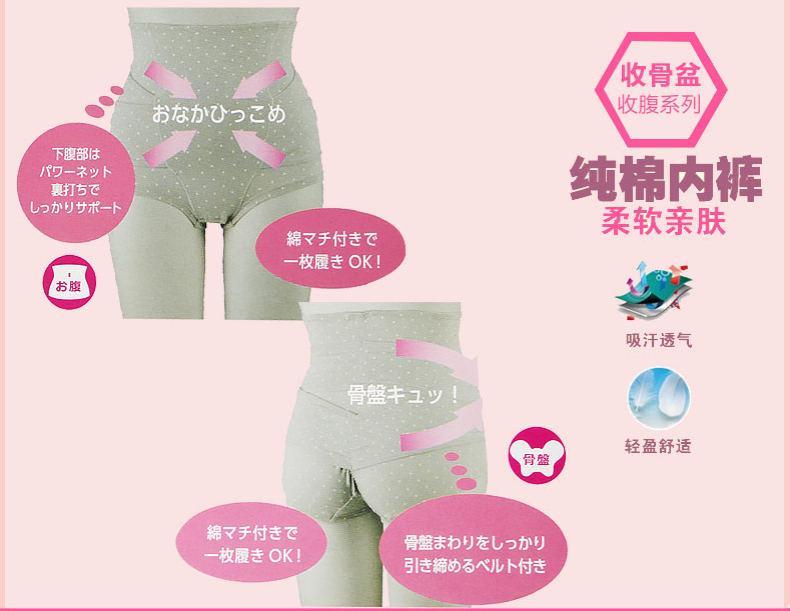 おなかひっこめ
下腹部は
パワーネット
裏打ちで
しっかりサポート
お腹
綿マチ付きで
一枚履きOK!
収骨盆
收腹系列
纯棉内裤
柔软亲肤
吸汗透气
轻盈舒适
骨盤キュッ!
骨盤
綿マチ付きで
一枚履きOK!
骨盤まわりをしっかり
引き締めるベルト付き